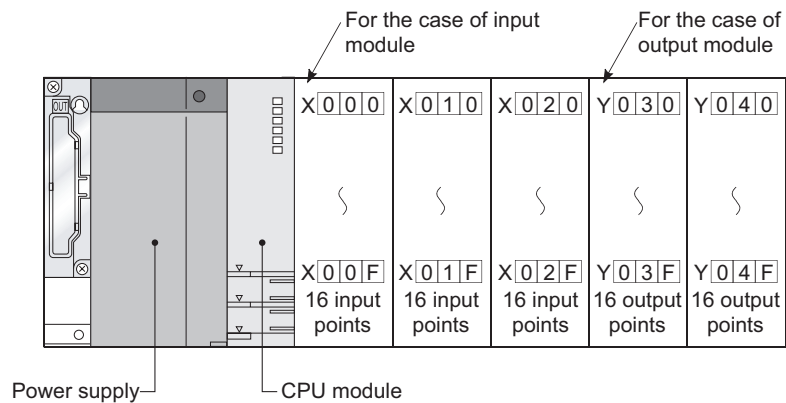 For the case of input
module
For the case of
output module
OUT
X000 X010 X020 Y030 Y040
X00F X01F X02F Y03F Y04F
16 input 16 input 16 input 16 output 16 output
points points points points points
Power supply CPU module